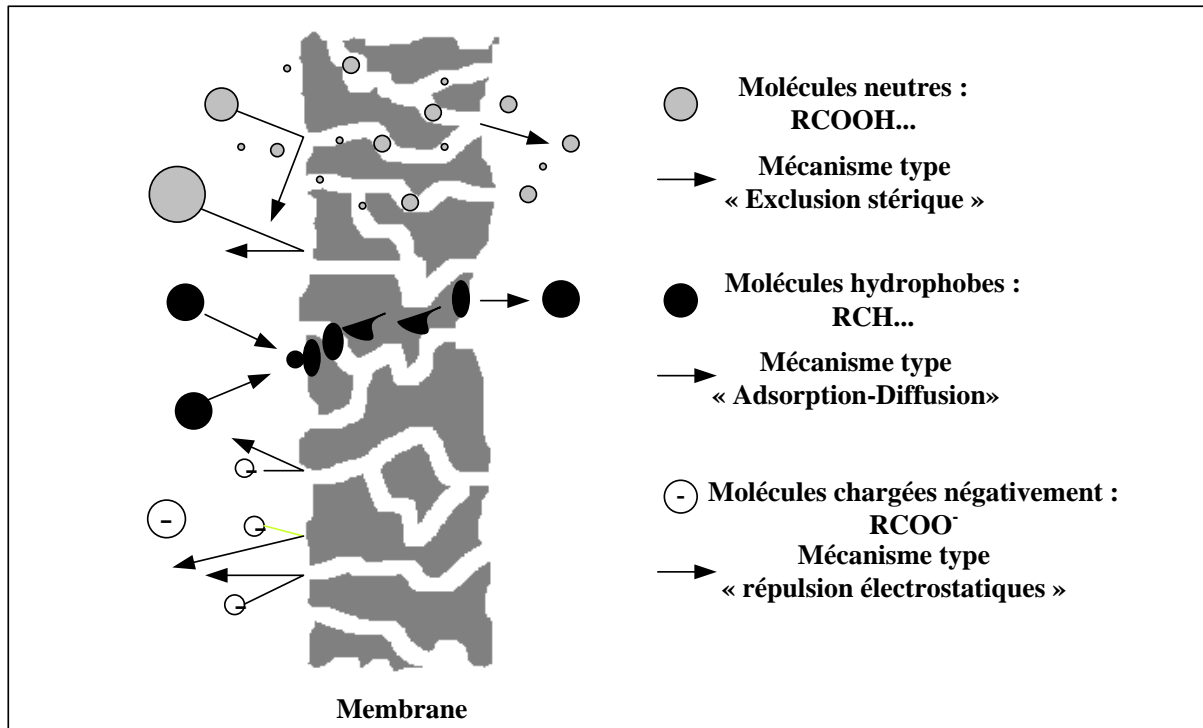 Molécules neutres :
RCOOH...
Mécanisme type
« Exclusion stérique »
Molécules hydrophobes :
RCH...
Mécanisme type
« Adsorption-Diffusion»
- Molécules chargées négativement :
RCOO⁻
Mécanisme type
« répulsion électrostatiques »
-
-
-
-
Membrane